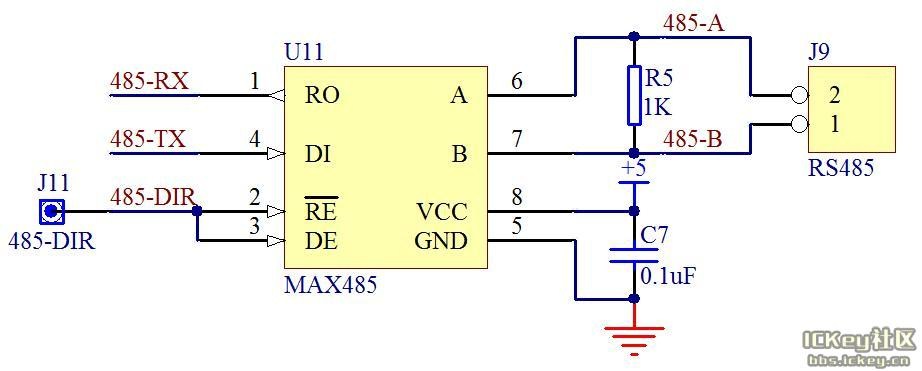 U11
485-A
J9
485-RX
1
RO
A
6
R5
1K
2
485-TX
4
DI
B
7
485-B
1
+5
RS485
J11
485-DIR
2
RE
VCC
8
485-DIR
3
DE
GND
5
C7
0.1uF
MAX485
ICKey社区
bbs.ickey.cn